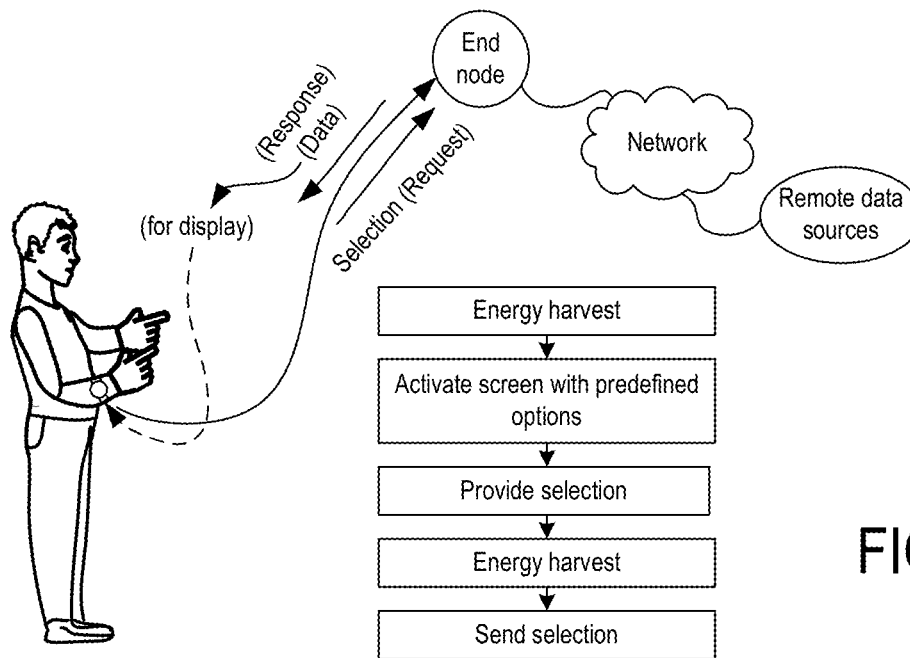 End
node
(Response)
(Data)
Selection (Request)
(for display)
Network
Remote data
sources
Energy harvest
Activate screen with predefined
options
Provide selection
Energy harvest
Send selection
FIG